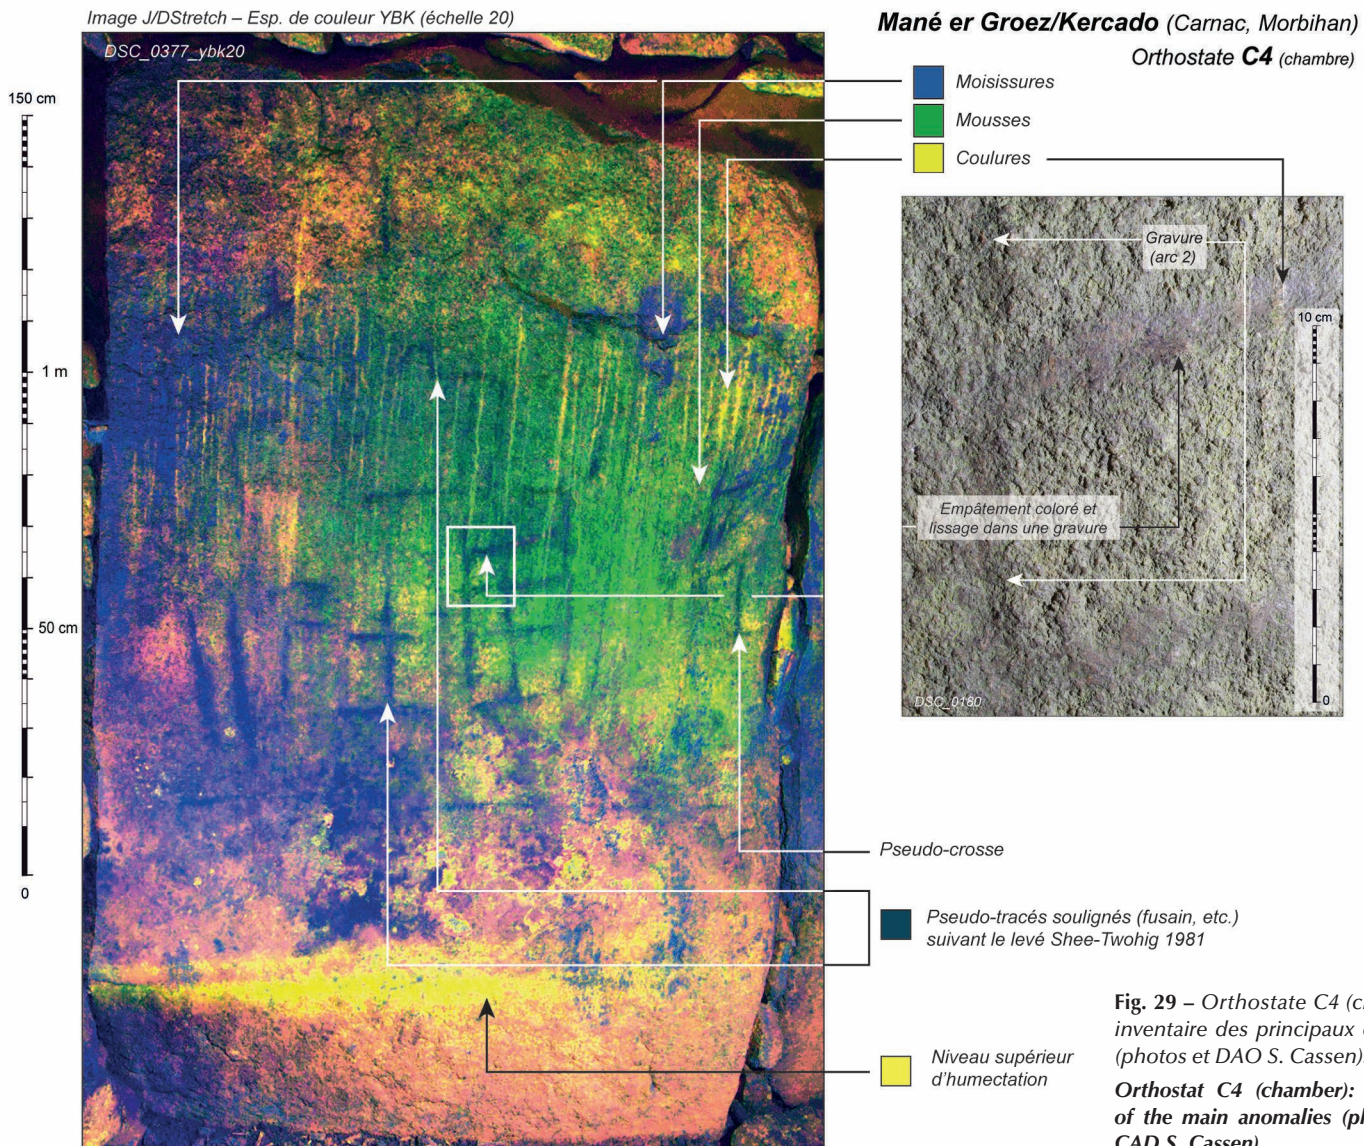 Image J/DStretch – Esp. de couleur YBK (échelle 20)
DSC_0377_ybk20
Mané er Groez/Kercado (Carnac, Morbihan)
Orthostate C4 (chambre)
Moisissures
Mousses
Coulures
150 cm
1 m
50 cm
0
Gravure
(arc 2)
10 cm
Empâtement coloré et
lissage dans une gravure
0
DSC_0180
Pseudo-crosse
Pseudo-tracés soulignés (fusain, etc.)
suivant le levé Shee-Twohig 1981
Niveau supérieur
d'humectation
Fig. 29 – Orthostate C4 (c
inventaire des principaux
(photos et DAO S. Cassen)
Orthostat C4 (chamber):
of the main anomalies (p
CAD S. Cassen)